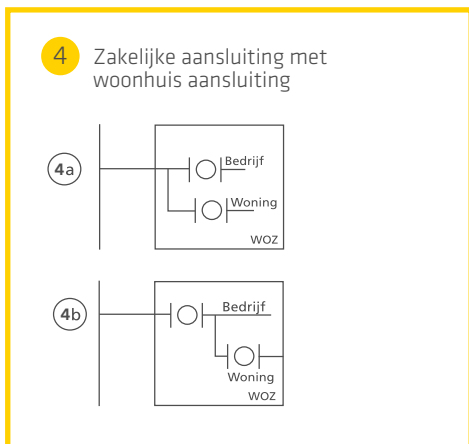 4 Zakelijke aansluiting met
woonhuis aansluiting
4a
Bedrijf
Woning
WOZ
4b
Bedrijf
Woning
WOZ